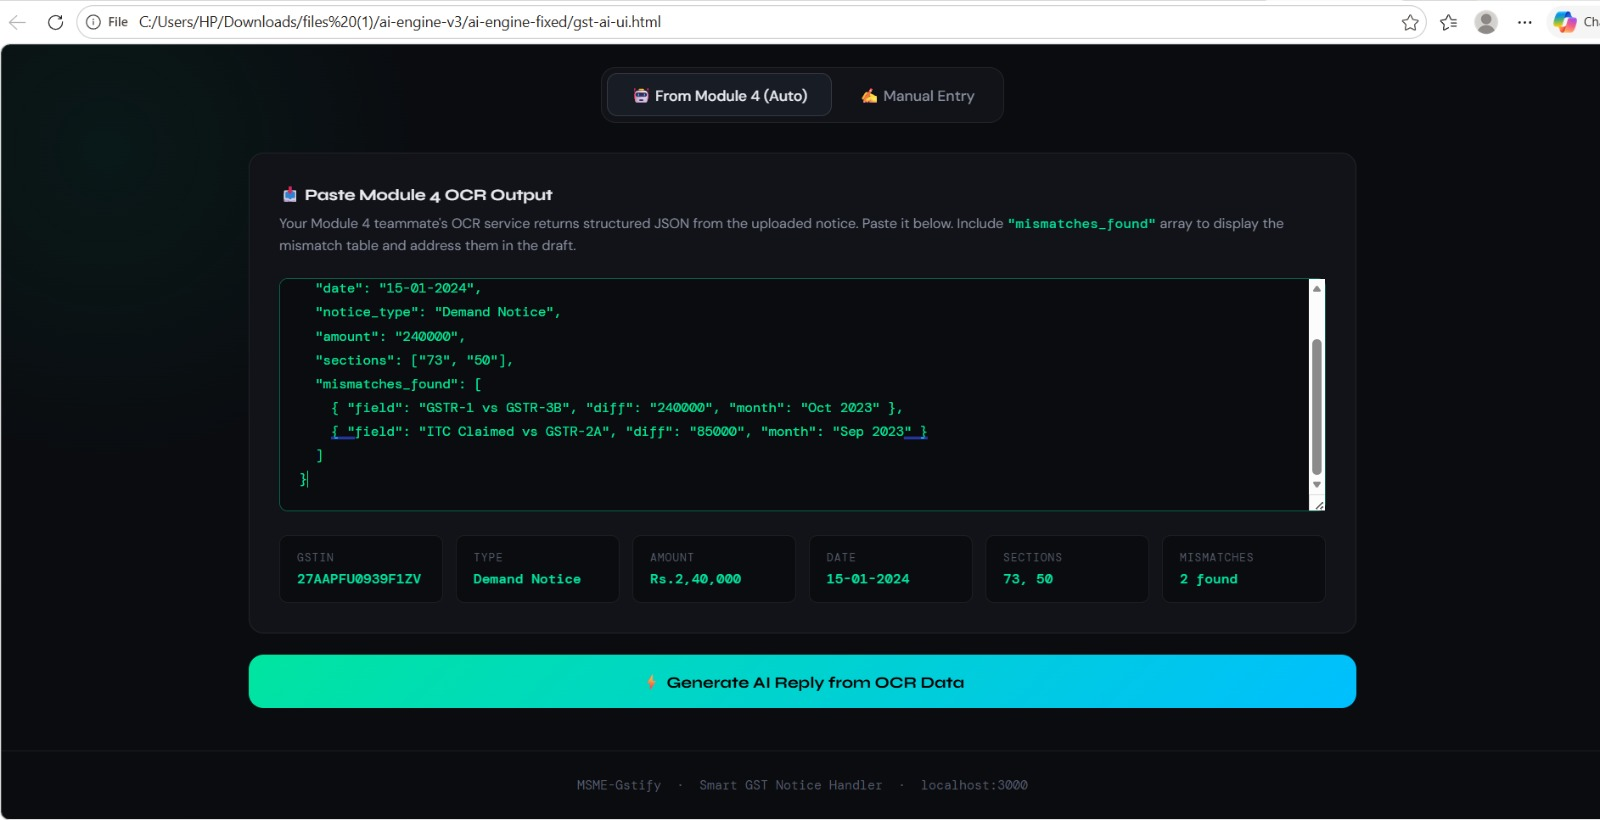 File C:/Users/HP/Downloads/files%20(1)/ai-engine-v3/ai-engine-fixed/gst-ai-ui.html
From Module 4 (Auto)
Manual Entry
Paste Module 4 OCR Output
Your Module 4 teammate's OCR service returns structured JSON from the uploaded notice. Paste it below. Include "mismatches_found" array to display the
mismatch table and address them in the draft.
"date": "15-01-2024",
"notice_type": "Demand Notice",
"amount": "240000",
"sections": ["73", "50"],
"mismatches_found": [
{ "field": "GSTR-1 vs GSTR-3B", "diff": "240000", "month": "Oct 2023" },
{ "field": "ITC Claimed vs GSTR-2A", "diff": "85000", "month": "Sep 2023" }
]
}
GSTIN
27AAPFU0939F1ZV
TYPE
Demand Notice
AMOUNT
Rs.2,40,000
DATE
15-01-2024
SECTIONS
73, 50
MISMATCHES
2 found
Generate AI Reply from OCR Data
MSME-Gstify · Smart GST Notice Handler · localhost:3000